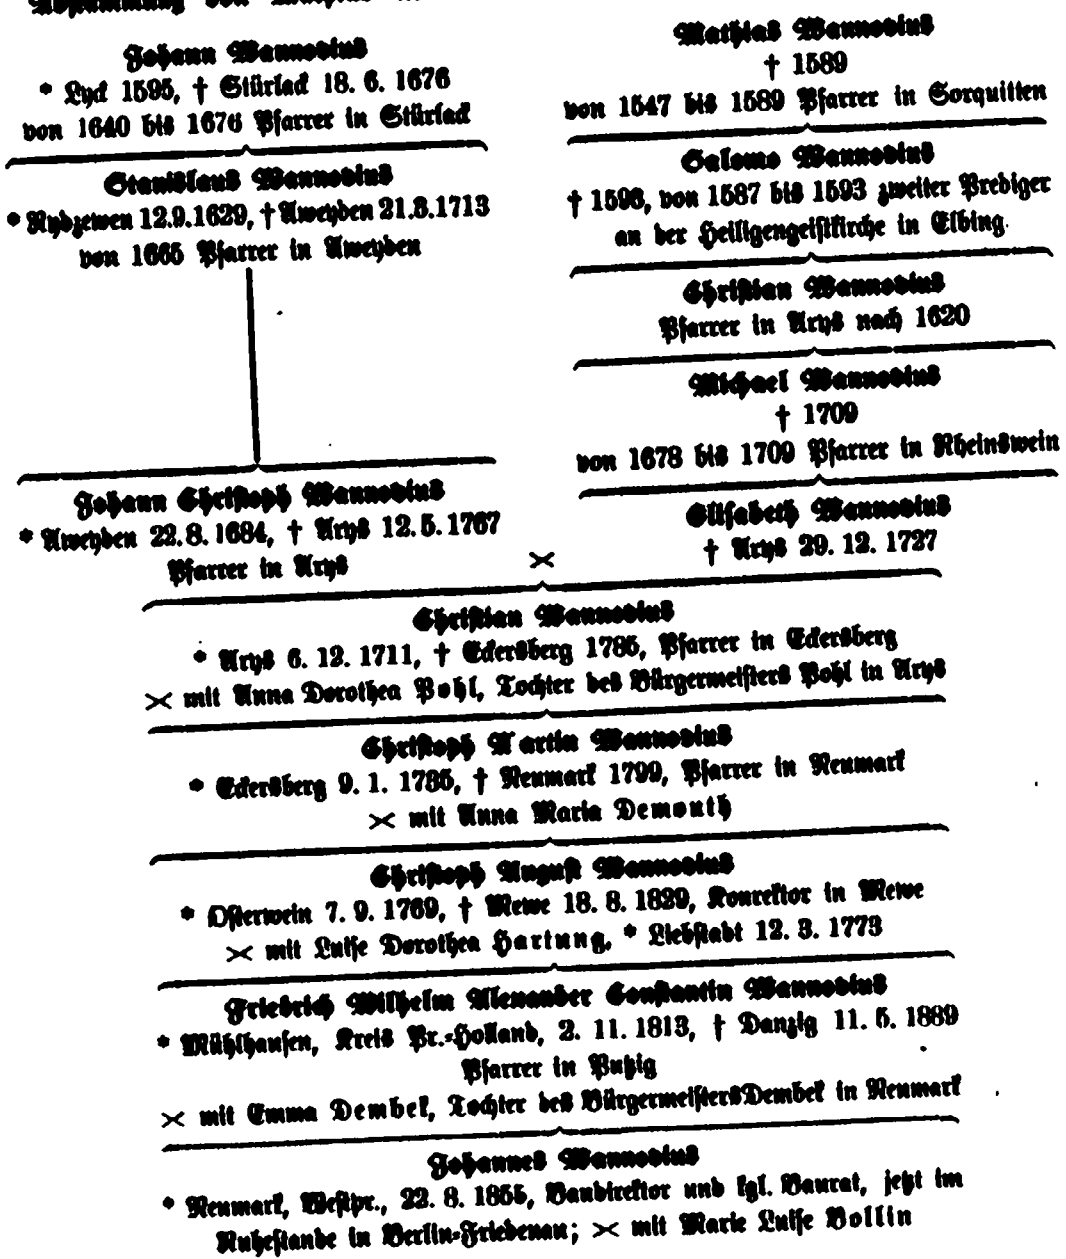 Abstammung von
Johann Wannovius
* Lyck 1595, † Stürlack 18. 6. 1676
von 1640 bis 1676 Pfarrer in Stürlack
Stanislaus Wannovius
* Rydzewen 12.9.1629, † Aweyden 21.3.1713
von 1665 Pfarrer in Aweyden
Mathias Wannovius
† 1589
von 1547 bis 1589 Pfarrer in Sorquitten
Salomo Wannovius
† 1593, von 1587 bis 1593 zweiter Prediger
an der Heiligengeistkirche in Elbing
Christian Wannovius
Pfarrer in Arys nach 1620
Michael Wannovius
† 1709
von 1678 bis 1709 Pfarrer in Rheinswein
Johann Christoph Wannovius
* Aweyden 22. 8. 1684, † Arys 12. 5. 1767
Pfarrer in Arys
Elisabeth Wannovius
† Arys 29. 12. 1727
Christian Wannovius
* Arys 6. 12. 1711, † Eckersberg 1785, Pfarrer in Eckersberg
⚔ mit Anna Dorothea Pohl, Tochter des Bürgermeisters Pohl in Arys
Christoph Martin Wannovius
* Eckersberg 9. 1. 1735, † Neumark 1799, Pfarrer in Neumark
⚔ mit Anna Maria Demouth
Christoph August Wannovius
* Osterwein 7. 9. 1769, † Mewe 18. 8. 1829, Konrektor in Mewe
⚔ mit Luise Dorothea Hartung, * Liebstadt 12. 3. 1773
Friedrich Wilhelm Alexander Constantin Wannovius
* Mühlhausen, Kreis Pr.-Holland, 2. 11. 1813, † Danzig 11. 5. 1889
Pfarrer in Putzig
⚔ mit Emma Dembek, Tochter des Bürgermeisters Dembek in Neumark
Johannes Wannovius
* Neumark, Westpr., 22. 8. 1855, Baudirektor und kgl. Baurat, jetzt im
Ruhestande in Berlin-Friedenau; ⚔ mit Marie Luise Bollin